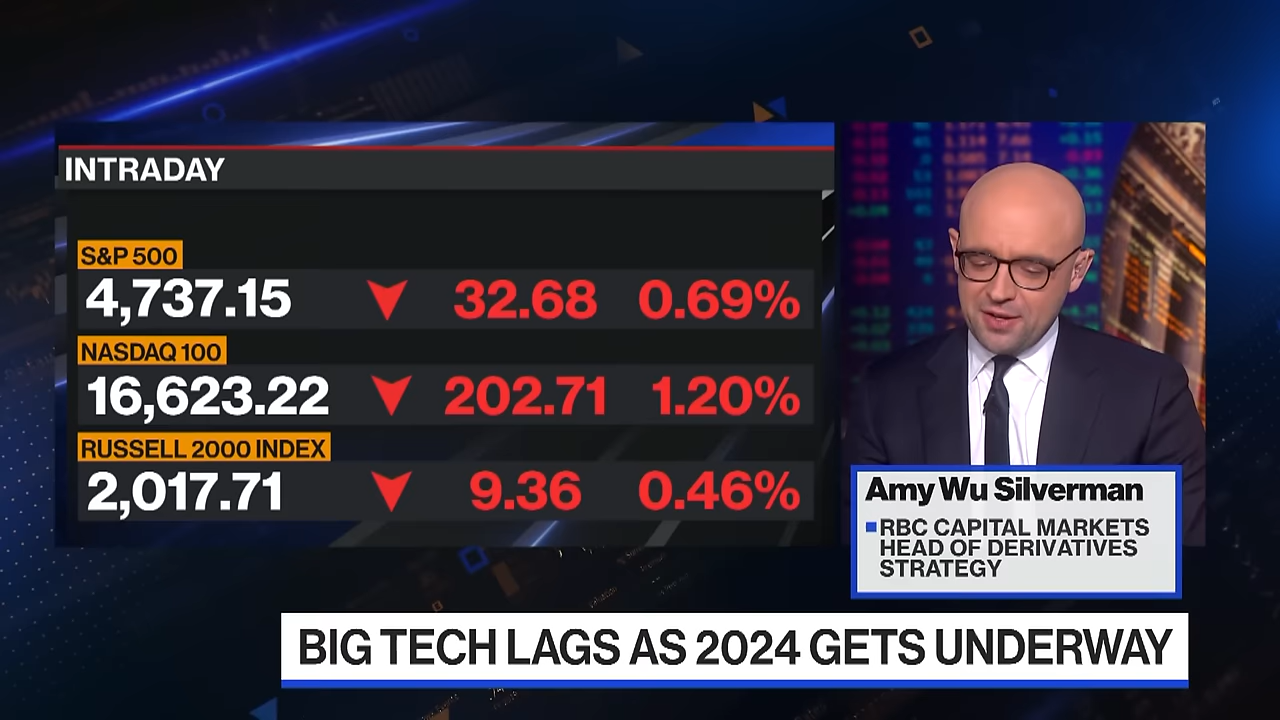 INTRADAY
S&P 500
4,737.15 32.68 0.69%
NASDAQ 100
16,623.22 202.71 1.20%
RUSSELL 2000 INDEX
2,017.71 9.36 0.46%
Amy Wu Silverman
RBC CAPITAL MARKETS
HEAD OF DERIVATIVES
STRATEGY
BIG TECH LAGS AS 2024 GETS UNDERWAY